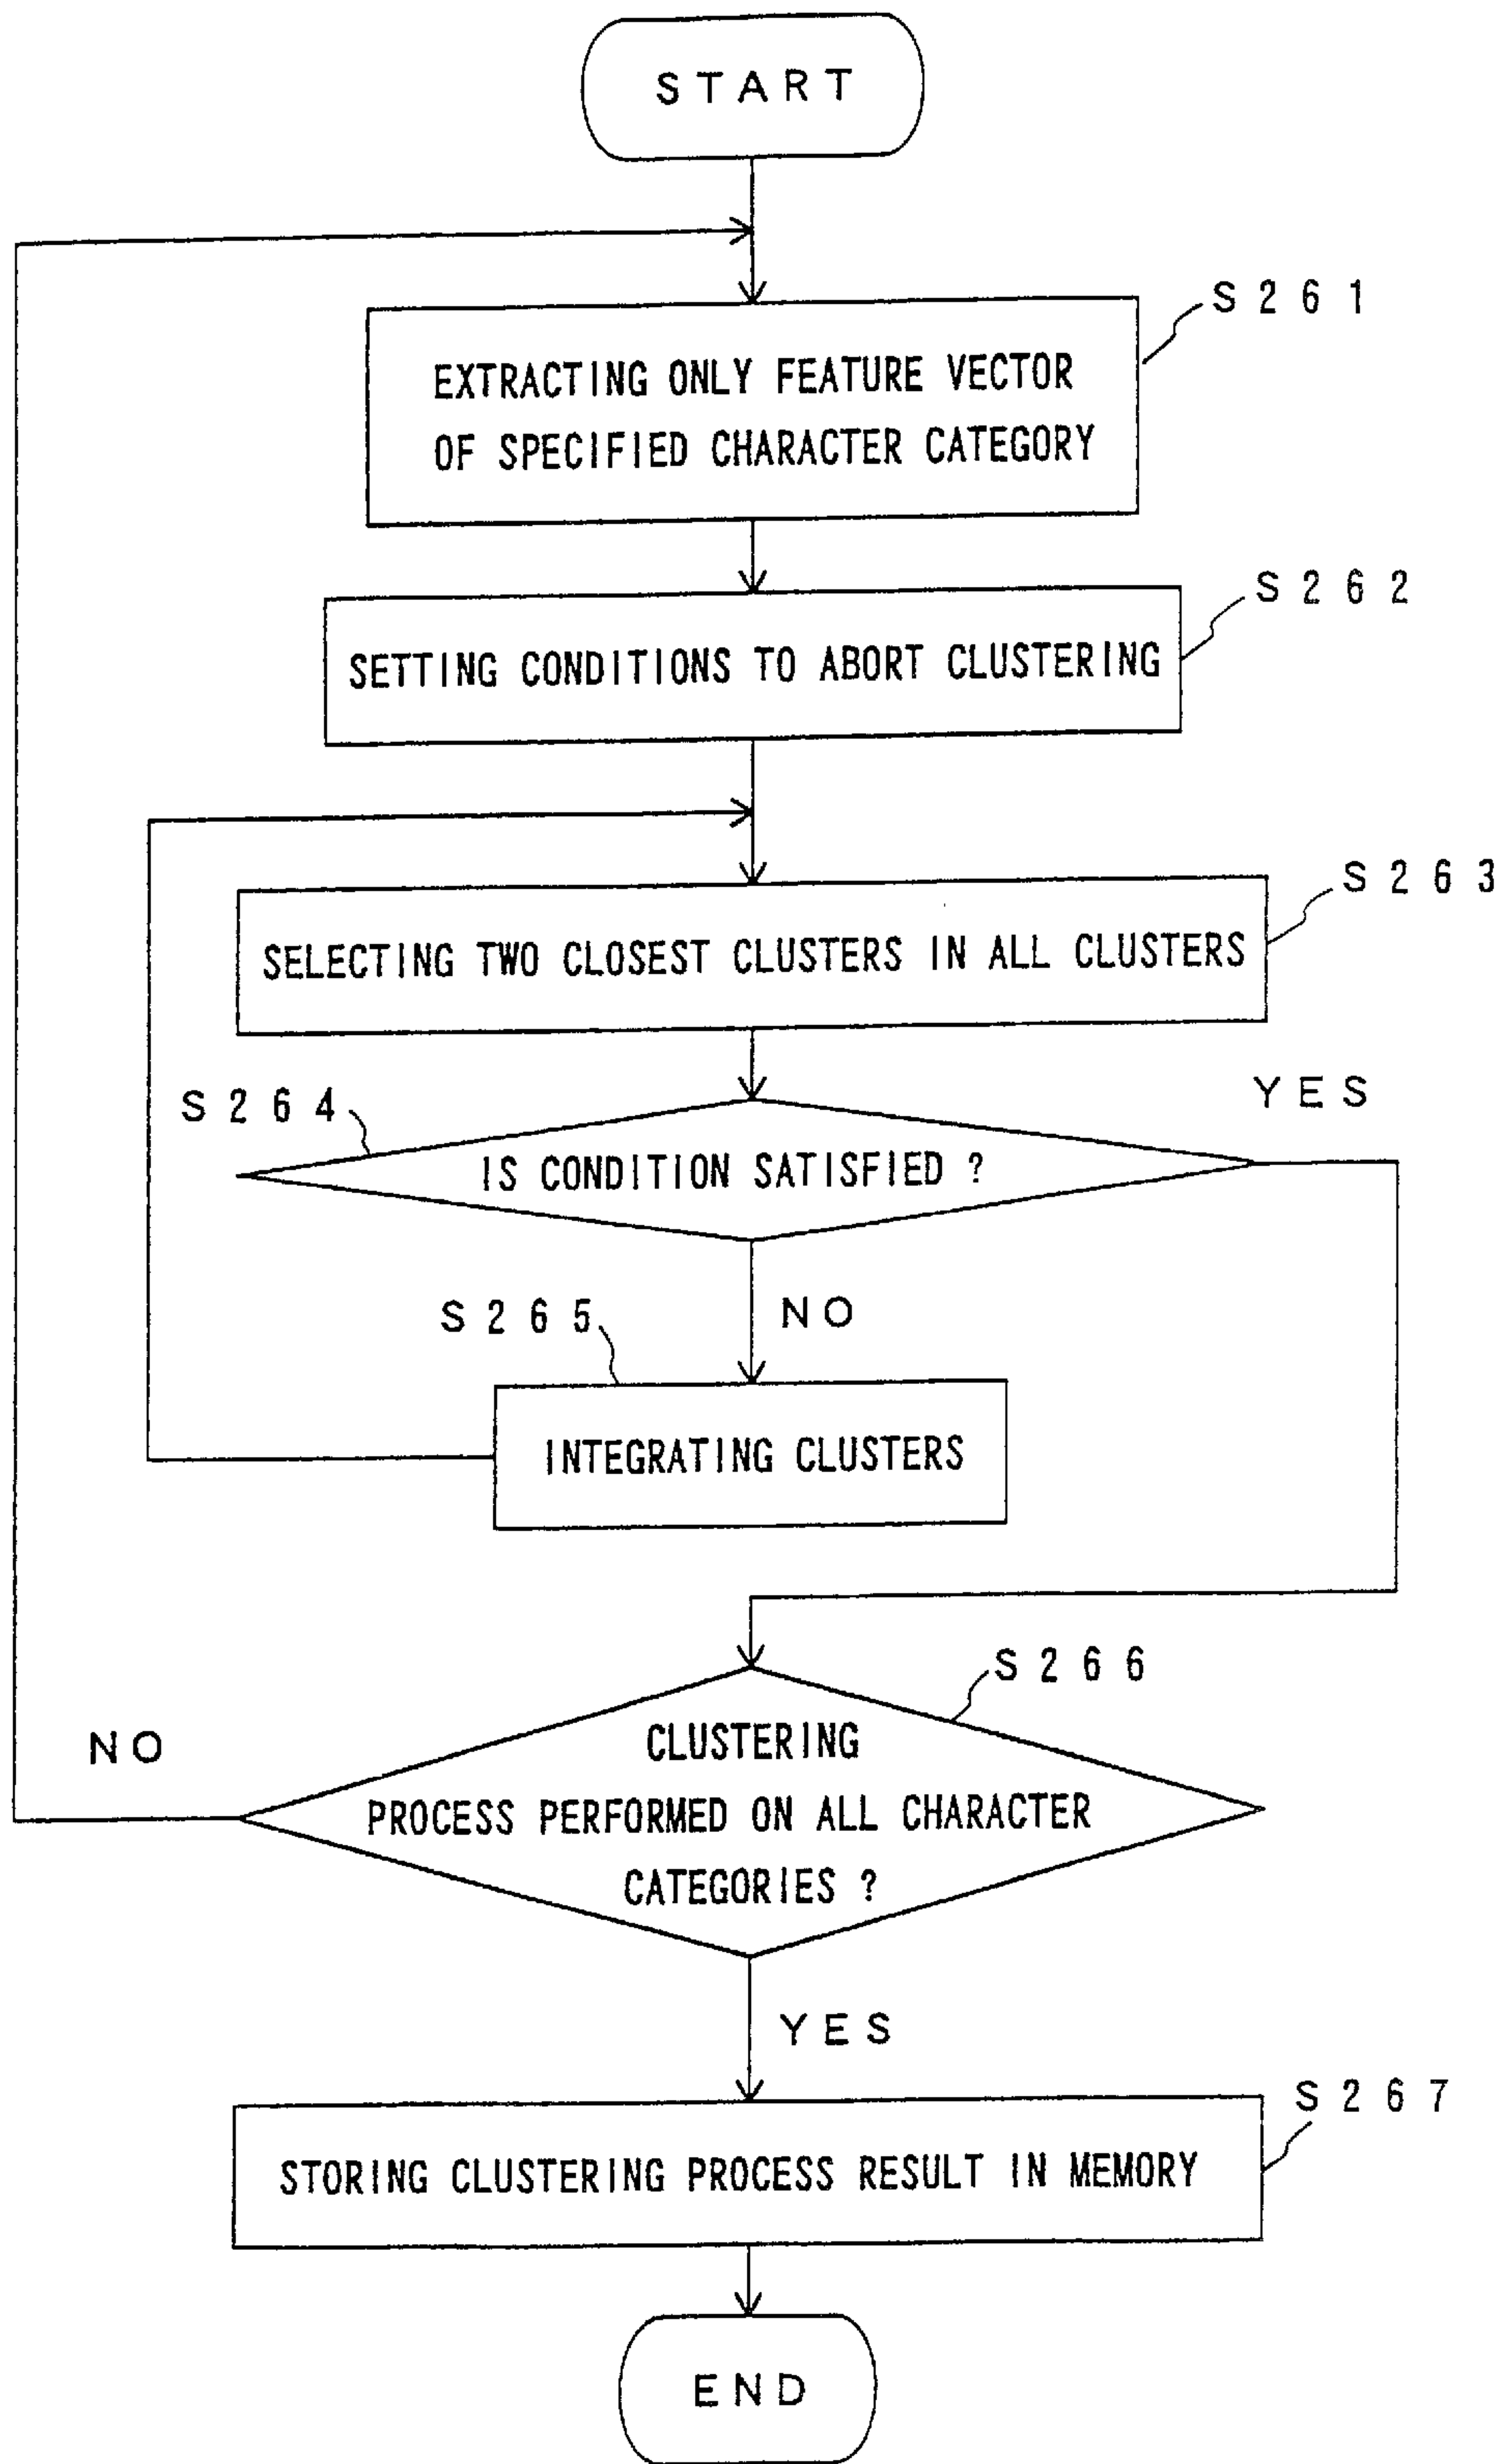 START
S261
EXTRACTING ONLY FEATURE VECTOR
OF SPECIFIED CHARACTER CATEGORY
S262
SETTING CONDITIONS TO ABORT CLUSTERING
S263
SELECTING TWO CLOSEST CLUSTERS IN ALL CLUSTERS
S264
YES
IS CONDITION SATISFIED ?
S265
NO
INTEGRATING CLUSTERS
S266
NO
CLUSTERING
PROCESS PERFORMED ON ALL CHARACTER
CATEGORIES ?
YES
S267
STORING CLUSTERING PROCESS RESULT IN MEMORY
END